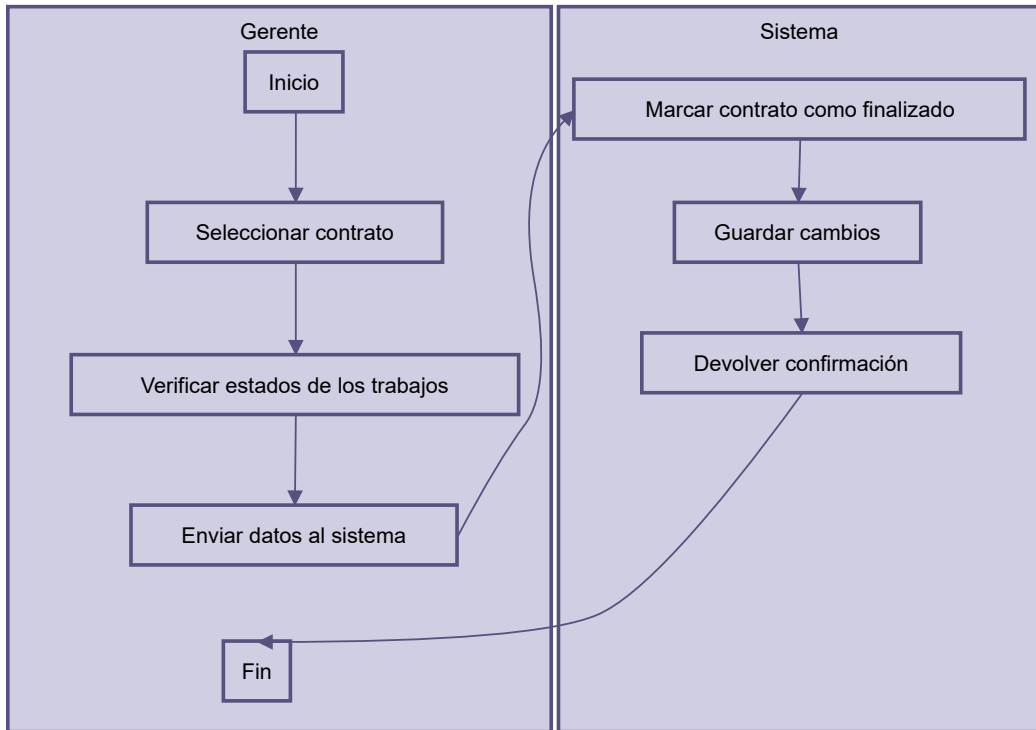 Gerente
Inicio
Seleccionar contrato
Verificar estados de los trabajos
Enviar datos al sistema
Fin
Sistema
Marcar contrato como finalizado
Guardar cambios
Devolver confirmación